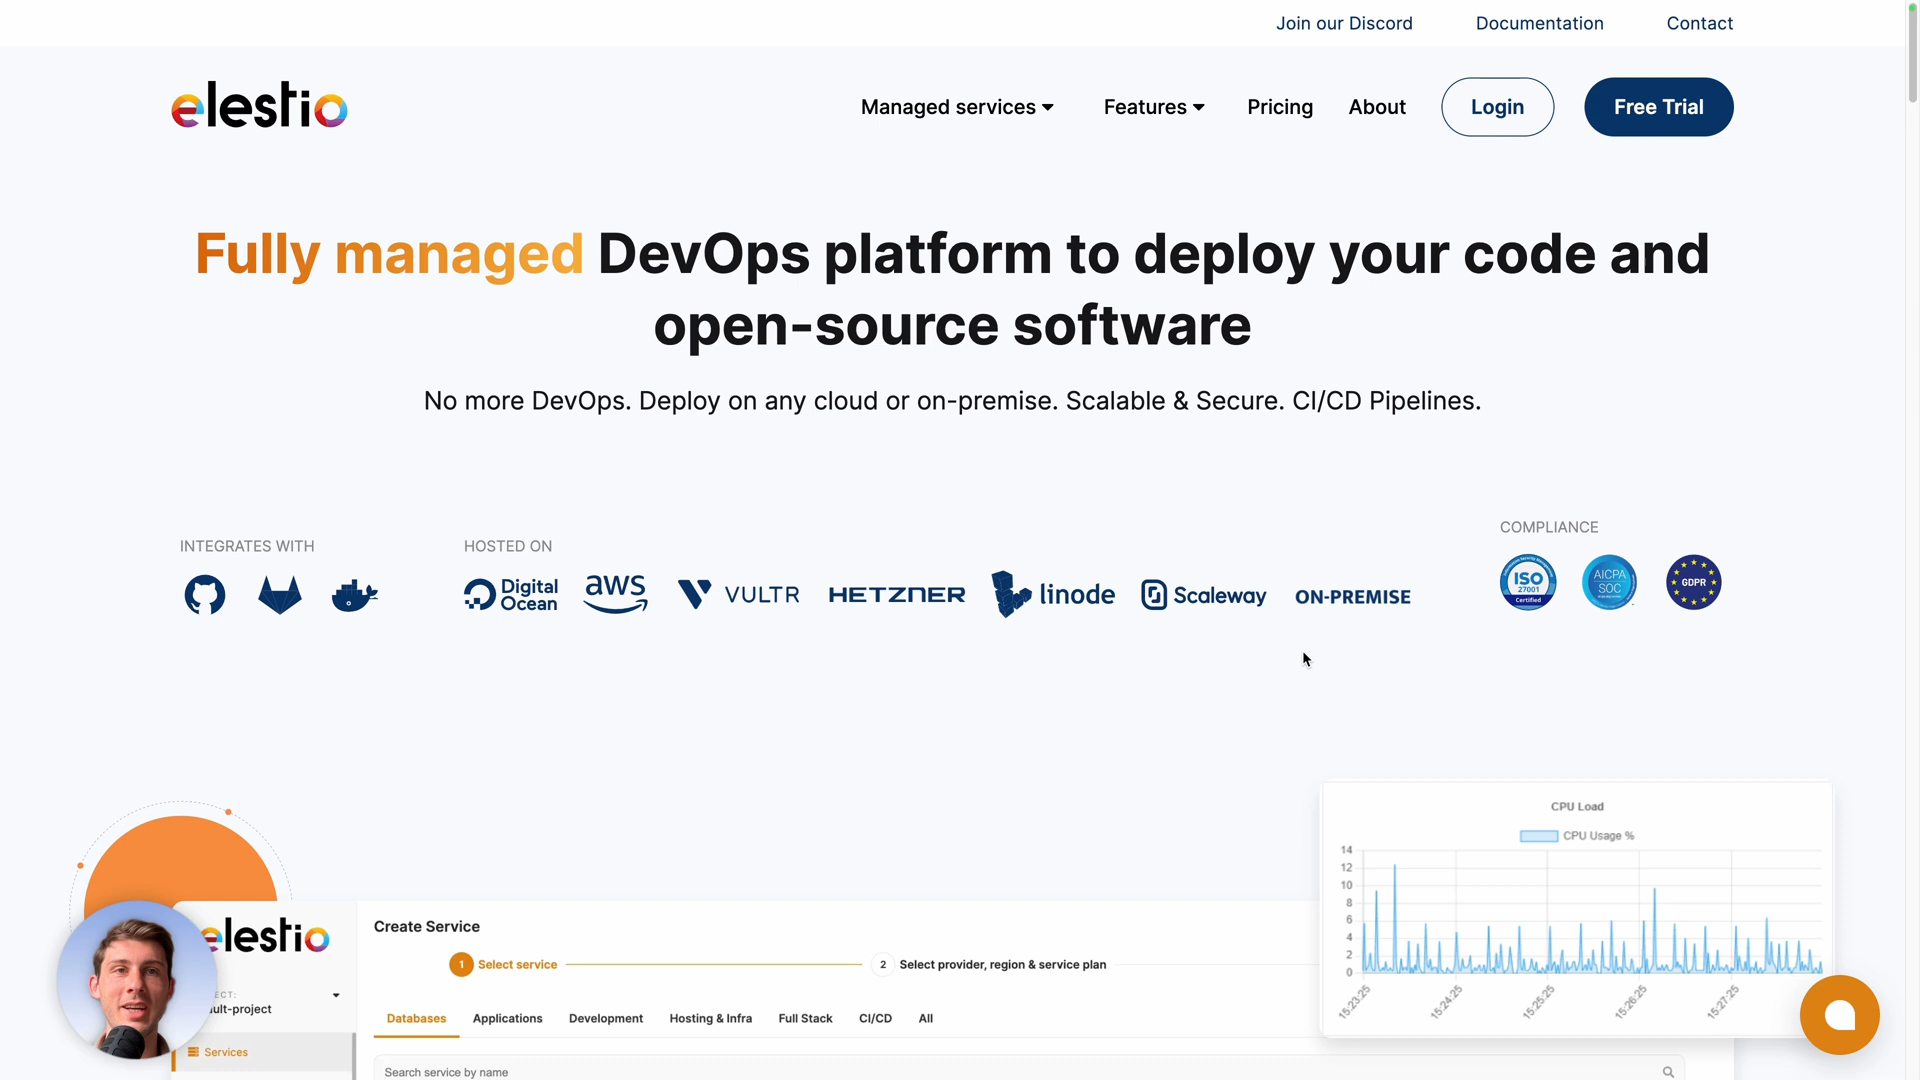 Join our Discord
Documentation
Contact
elestio
Managed services
Features
Pricing
About
Login
Free Trial
Fully managed DevOps platform to deploy your code and
open-source software
No more DevOps. Deploy on any cloud or on-premise. Scalable & Secure. CI/CD Pipelines.
INTEGRATES WITH
HOSTED ON
COMPLIANCE
Digital
Ocean
aws
VULTR
HETZNER
linode
Scaleway
ON-PREMISE
ISO
27001
Certified
AICPA
SOC
GDPR
CPU Load
CPU Usage %
14
12
10
8
6
4
2
0
15:23:25
15:24:25
15:25:25
15:26:25
15:27:25
elestio
ECT:
ult-project
Services
Create Service
1 Select service
2 Select provider, region & service plan
Databases
Applications
Development
Hosting & Infra
Full Stack
CI/CD
All
Search service by name